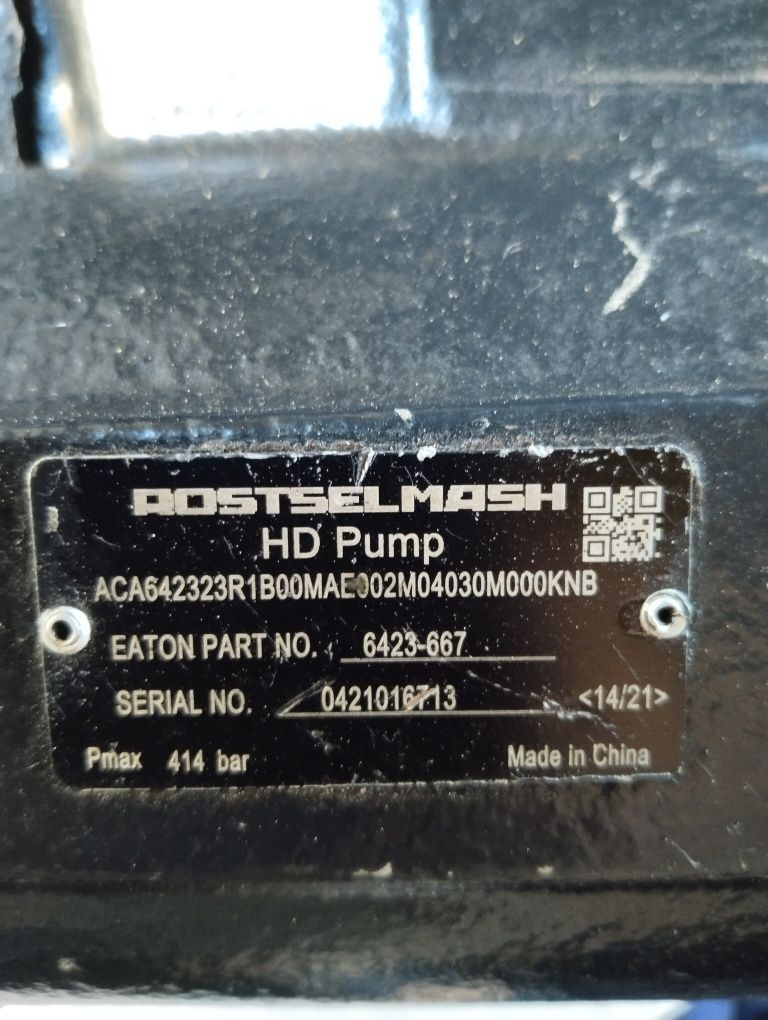 ROSTSELMASH
HD Pump
ACA642323R1B00MAE002M04030M000KNB
EATON PART NO. 6423-667
SERIAL NO. 0421016713 <14/21>
Pmax 414 bar Made in China